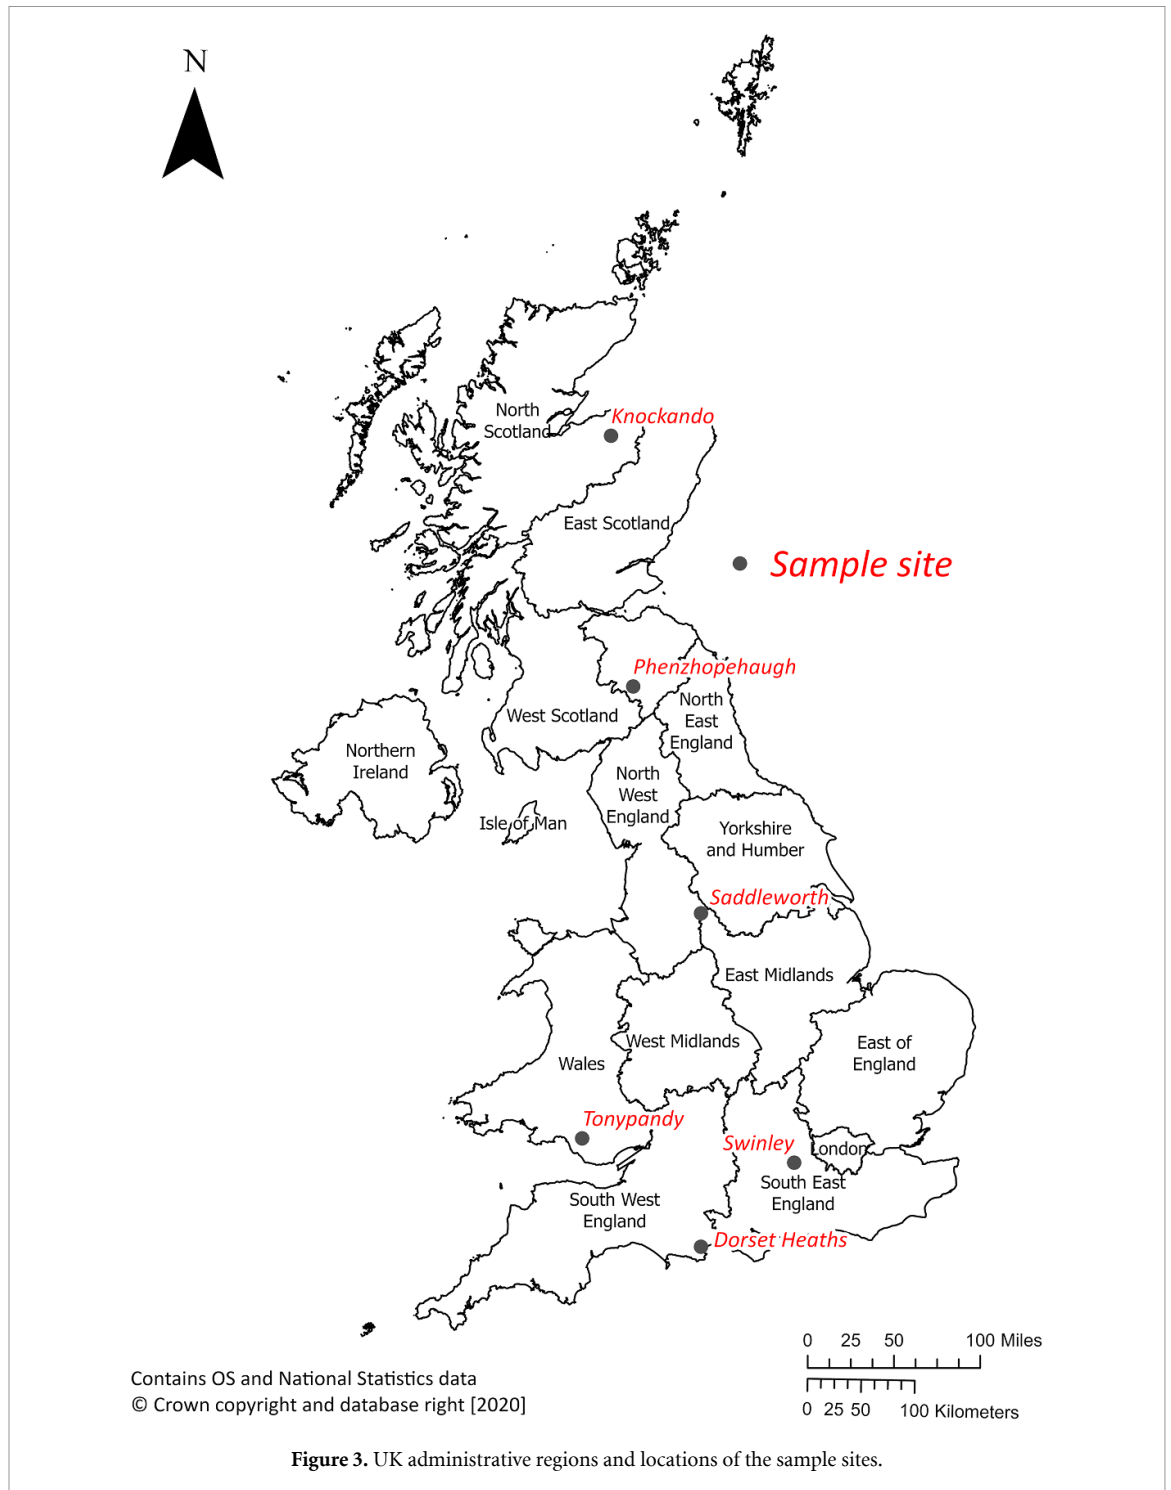 N
North
Scotland
Knockando
East Scotland
Sample site
Phenzhopehaugh
West Scotland
North
East
England
Northern
Ireland
North
West
England
Isle of Man
Yorkshire
and Humber
Saddleworth
East Midlands
West Midlands
East of
England
Wales
Tonypandy
Swinley
London
South East
England
South West
England
Dorset Heaths
0 25 50 100 Miles
0 25 50 100 Kilometers
Contains OS and National Statistics data
© Crown copyright and database right [2020]
Figure 3. UK administrative regions and locations of the sample sites.